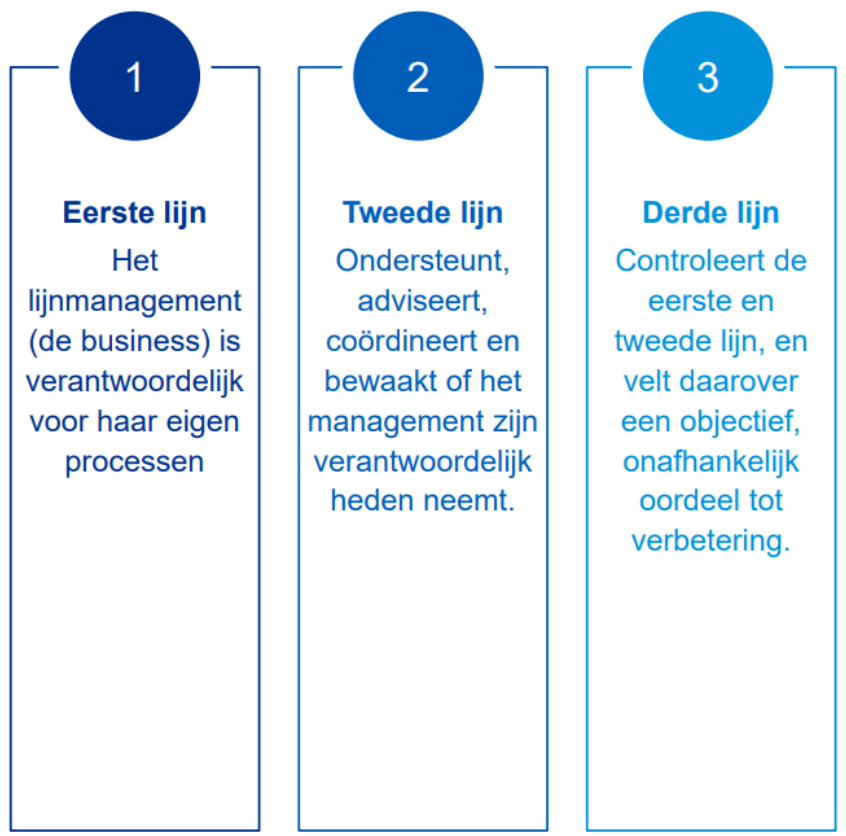 1
Eerste lijn
Het
lijnmanagement
(de business) is
verantwoordelijk
voor haar eigen
processen
2
Tweede lijn
Ondersteunt,
adviseert,
coördineert en
bewaakt of het
management zijn
verantwoordelijk
heden neemt.
3
Derde lijn
Controleert de
eerste en
tweede lijn, en
velt daarover
een objectief,
onafhankelijk
oordeel tot
verbetering.